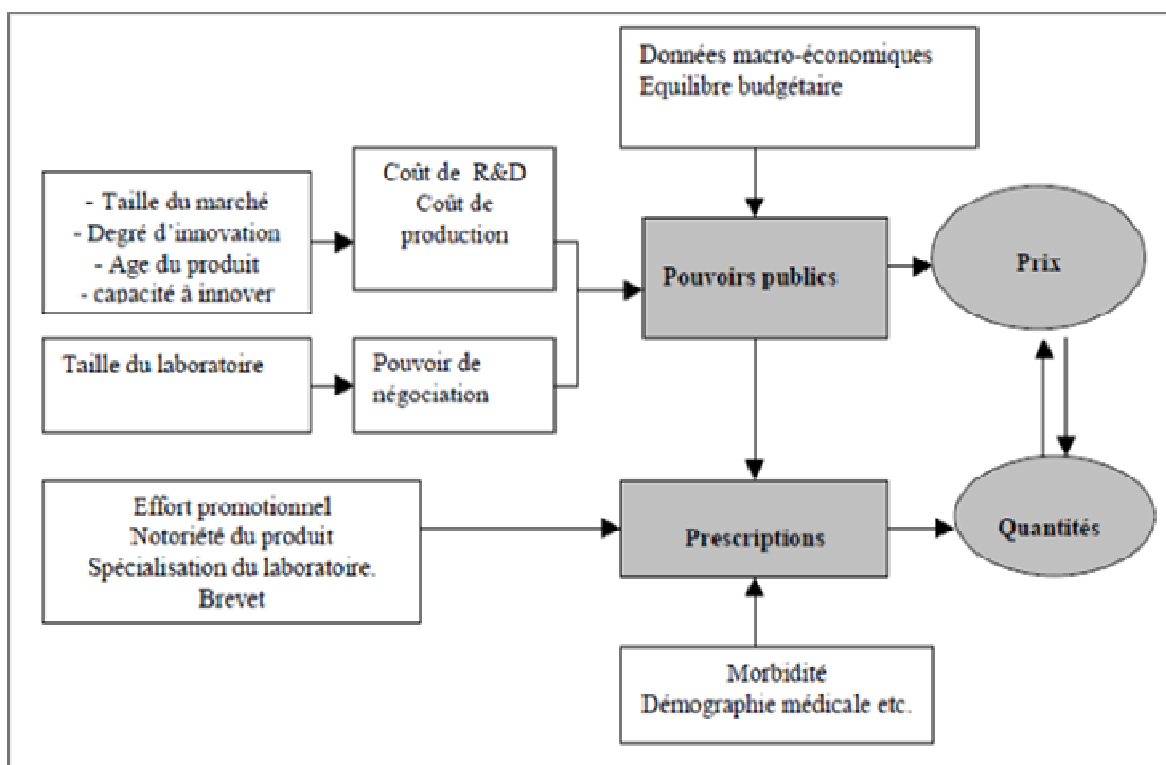 Données macro-économiques
Equilibre budgétaire
- Taille du marché
- Degré d'innovation
- Age du produit
- capacité à innover
Coût de R&D
Coût de
production
Pouvoirs publics
Prix
Taille du laboratoire
Pouvoir de
négociation
Effort promotionnel
Notoriété du produit
Spécialisation du laboratoire.
Brevet
Prescriptions
Quantités
Morbidité
Démographie médicale etc.